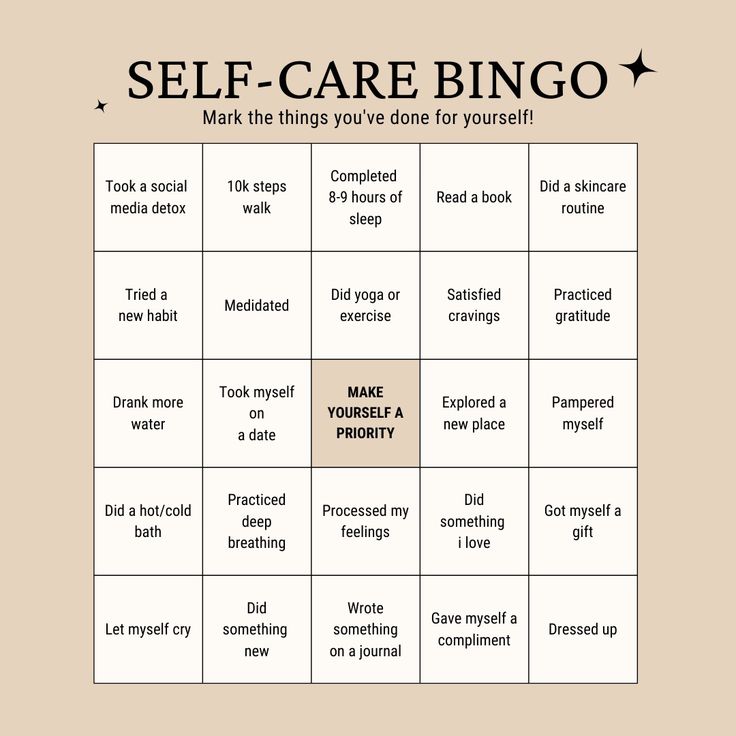 SELF-CARE BINGO
Mark the things you've done for yourself!
Took a social
media detox
10k steps
walk
Completed
8-9 hours of
sleep
Read a book
Did a skincare
routine
Tried a
new habit
Medidated
Did yoga or
exercise
Satisfied
cravings
Practiced
gratitude
Drank more
water
Took myself
on
a date
MAKE
YOURSELF A
PRIORITY
Explored a
new place
Pampered
myself
Did a hot/cold
bath
Practiced
deep
breathing
Processed my
feelings
Did
something
i love
Got myself a
gift
Let myself cry
Did
something
new
Wrote
something
on a journal
Gave myself a
compliment
Dressed up